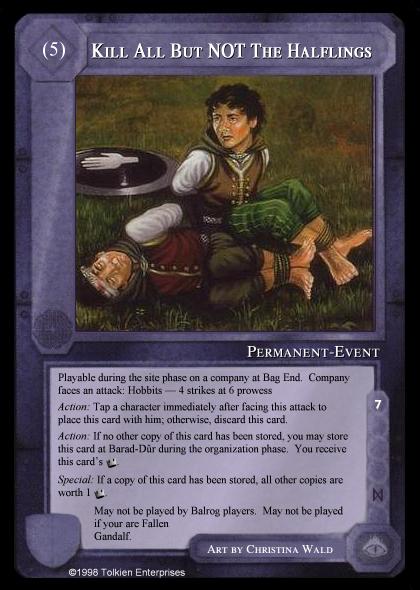 (5)
KILL ALL BUT NOT THE HALFLINGS
PERMANENT-EVENT
Playable during the site phase on a company at Bag End. Company
faces an attack: Hobbits — 4 strikes at 6 prowess
Action: Tap a character immediately after facing this attack to
place this card with him; otherwise, discard this card.
Action: If no other copy of this card has been stored, you may store
this card at Barad-Dûr during the organization phase. You receive
this card's
Special: If a copy of this card has been stored, all other copies are
worth 1
May not be played by Balrog players. May not be played
if your are Fallen
Gandalf.
7
ART BY CHRISTINA WALD
©1998 Tolkien Enterprises